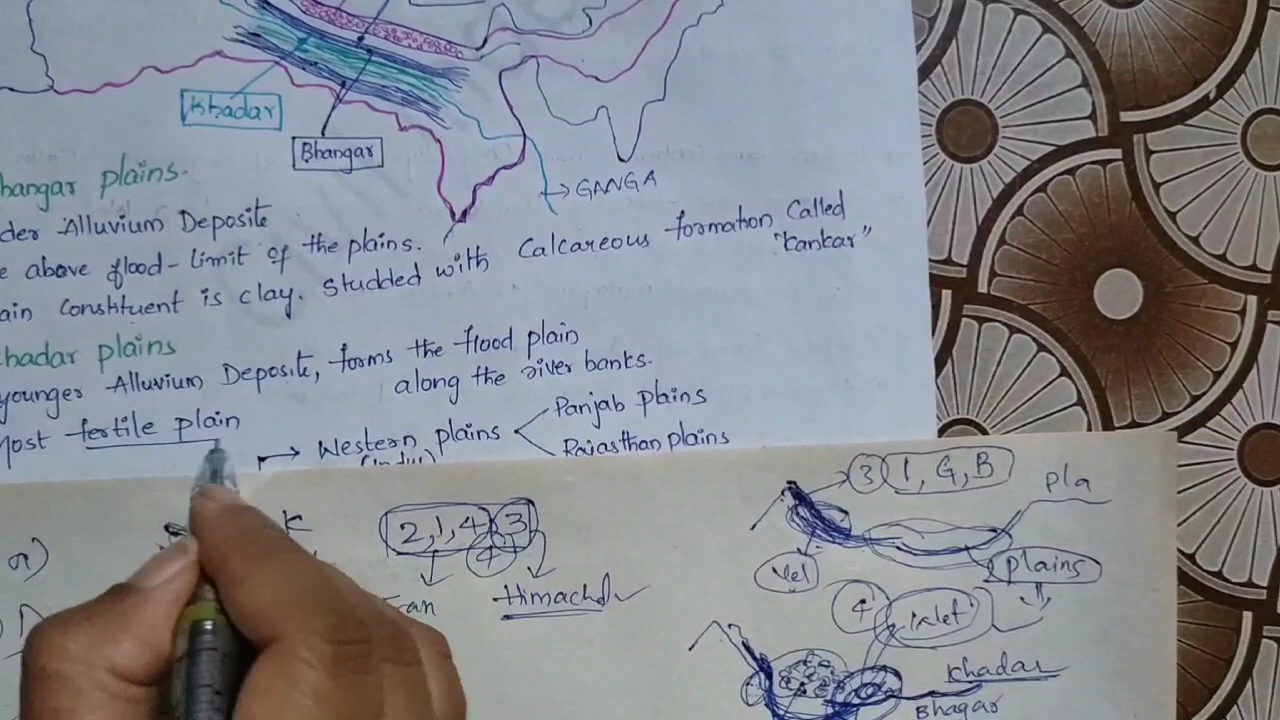 Khadar
Bhangar
GANGA
hangar plains.
der Alluvium Deposite
e above flood-limit of the plains.
ain Constituent is clay. Studded with Calcareous formation Called
"kankar"
hadar plains
younger Alluvium Deposite, forms the flood plain
along the river banks.
Most fertile plain
Western plains
Panjab plains
Rajasthan plains
3 1, G, B
pla
a)
K
2, 1, 4 3
4
Himachal
plains
4
Khadar
Bhagar